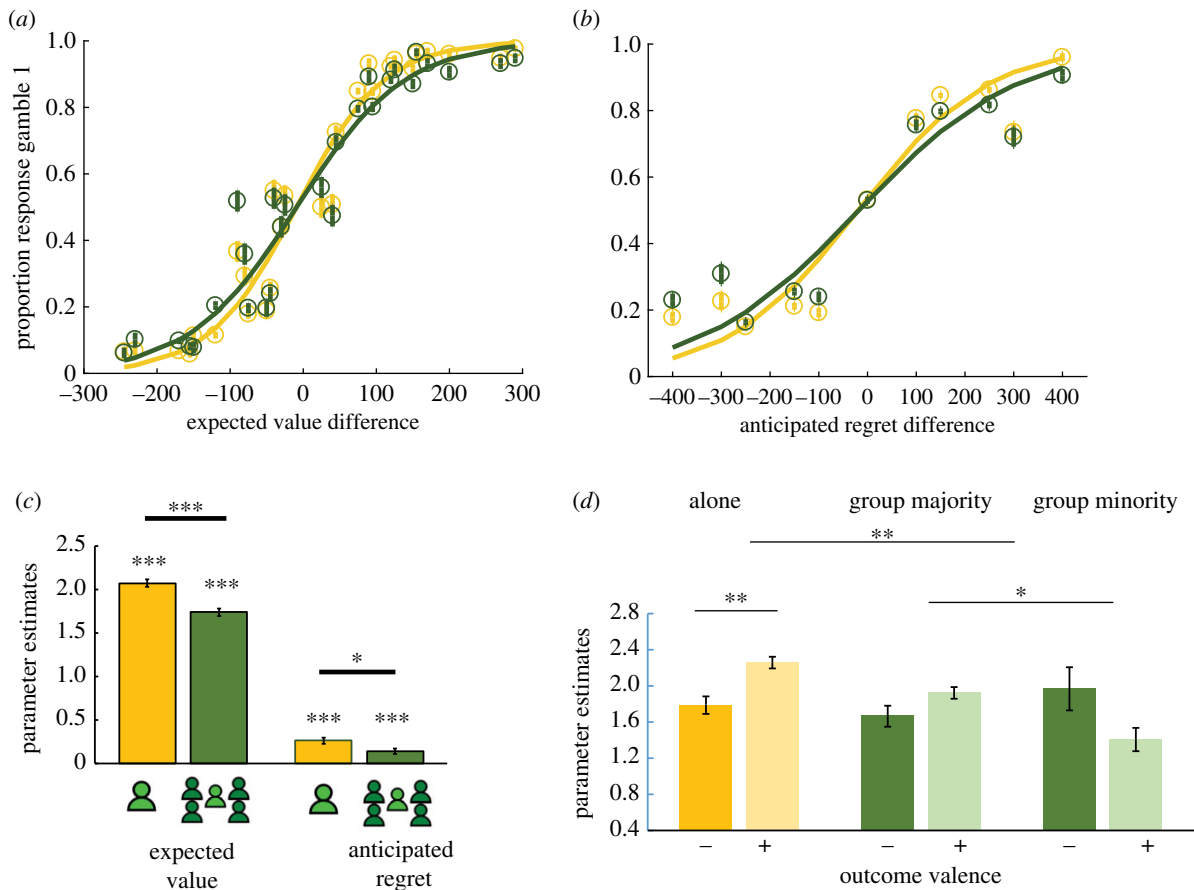 (a)
proportion response gamble 1
1.0
0.8
0.6
0.4
0.2
0
−300 −200 −100 0 100 200 300
expected value difference
(b)
1.0
0.8
0.6
0.4
0.2
0
−400 −300 −200 −100 0 100 200 300 400
anticipated regret difference
(c)
parameter estimates
2.5
2.0
1.5
1.0
0.5
0
***
*** ***
*
*** ***
expected
value
anticipated
regret
(d)
alone group majority group minority
**
** *
parameter estimates
2.8
2.4
2.0
1.6
1.2
0.8
0.4
− + − + − +
outcome valence